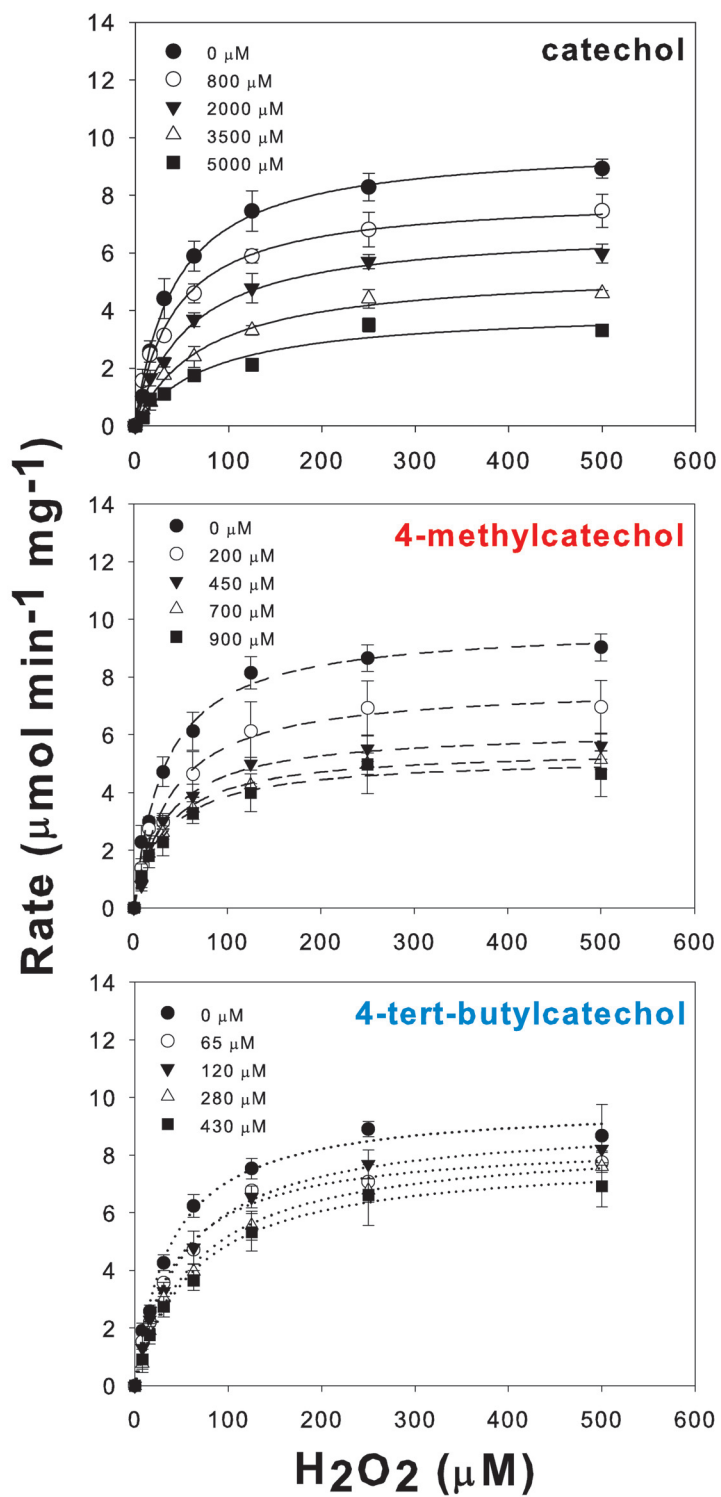 Rate (μmol min-1 mg-1)
catechol
0 μM
800 μM
2000 μM
3500 μM
5000 μM
14
12
10
8
6
4
2
0
0 100 200 300 400 500 600
4-methylcatechol
0 μM
200 μM
450 μM
700 μM
900 μM
14
12
10
8
6
4
2
0
0 100 200 300 400 500 600
4-tert-butylcatechol
0 μM
65 μM
120 μM
280 μM
430 μM
14
12
10
8
6
4
2
0
0 100 200 300 400 500 600
H2O2 (μM)